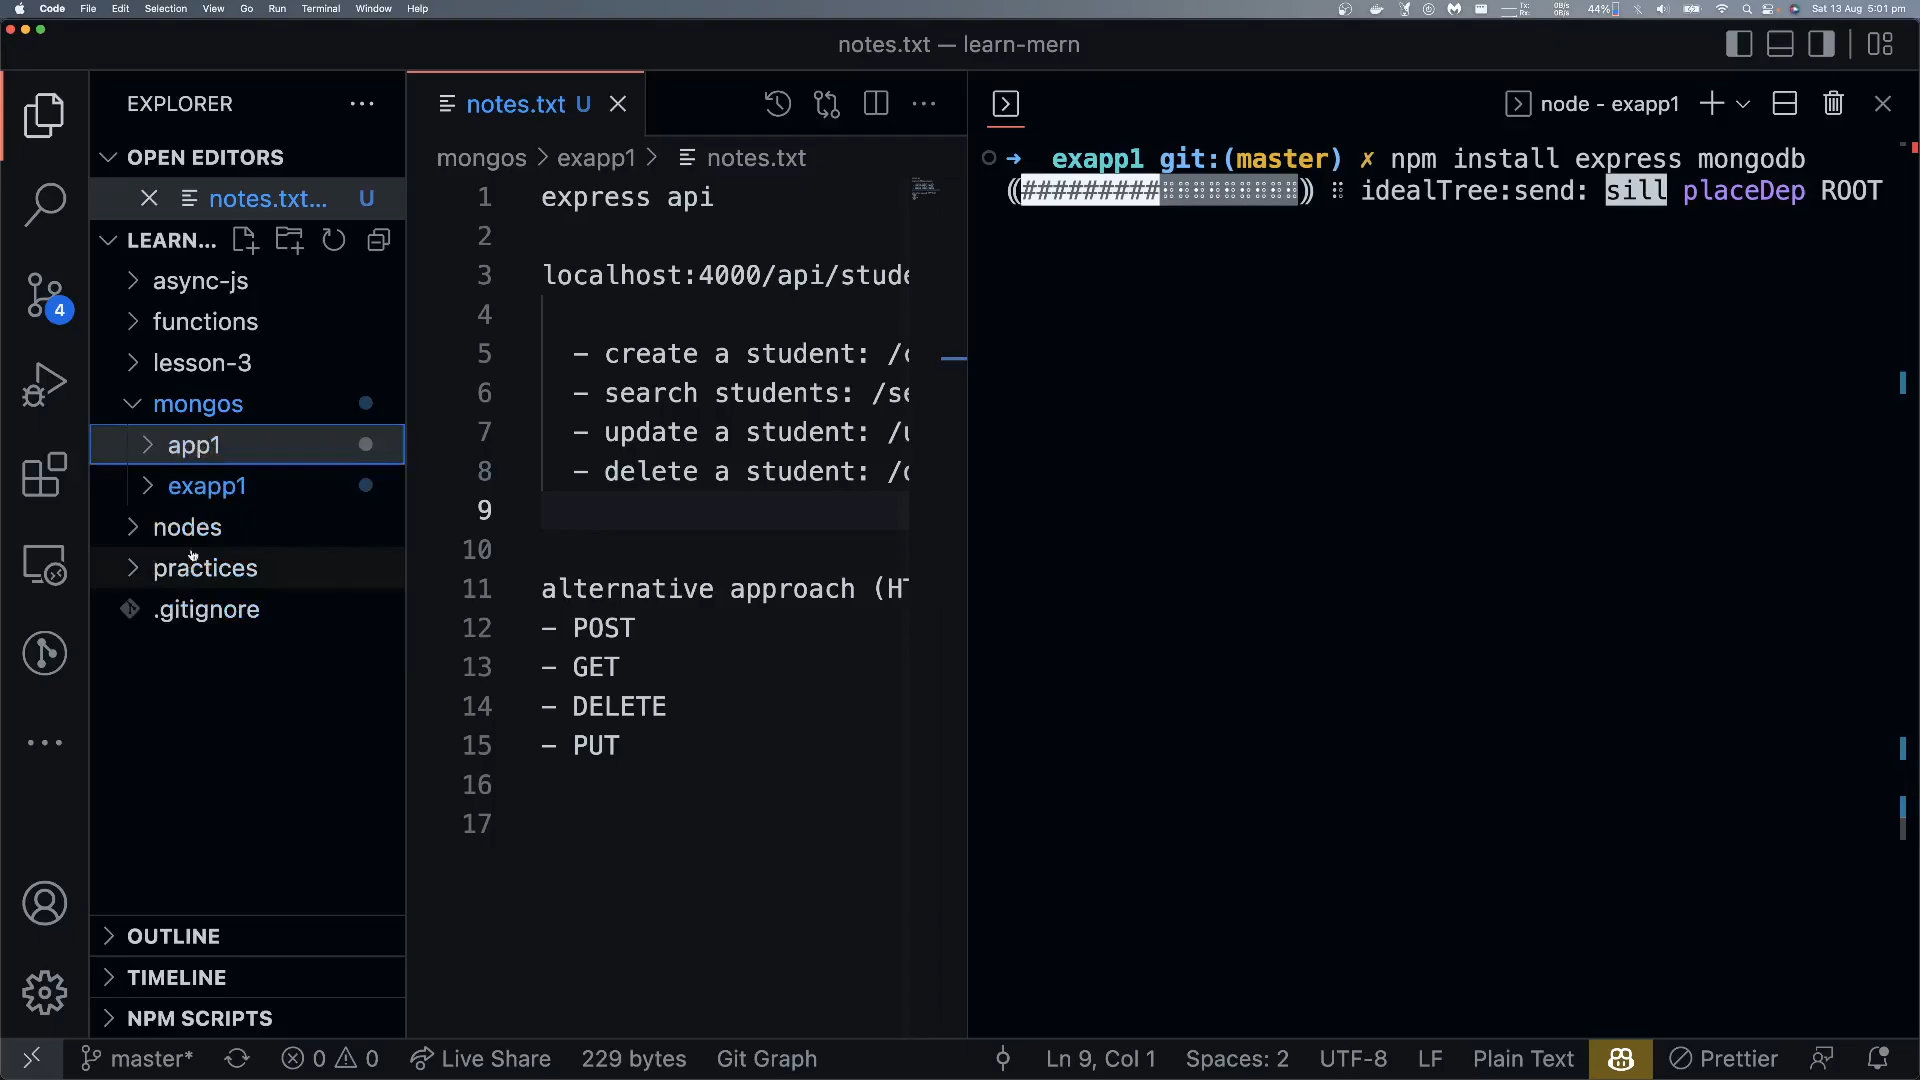 Code File Edit Selection View Go Run Terminal Window Help
44% Sat 13 Aug 5:01 pm
notes.txt — learn-mern
EXPLORER
OPEN EDITORS
notes.txt... U
LEARN...
async-js
functions
lesson-3
mongos
app1
exapp1
nodes
practices
.gitignore
OUTLINE
TIMELINE
NPM SCRIPTS
4
notes.txt U
mongos > exapp1 > notes.txt
1 express api
2
3 localhost:4000/api/stude
4
5 - create a student: /c
6 - search students: /se
7 - update a student: /u
8 - delete a student: /d
9
10
11 alternative approach (HT
12 - POST
13 - GET
14 - DELETE
15 - PUT
16
17
node - exapp1
→ exapp1 git:(master) ✗ npm install express mongodb
(#########⠂⠂⠂⠂⠂⠂⠂⠂⠂) ⠏ idealTree:send: sill placeDep ROOT
master* 0 0 Live Share 229 bytes Git Graph Ln 9, Col 1 Spaces: 2 UTF-8 LF Plain Text Prettier